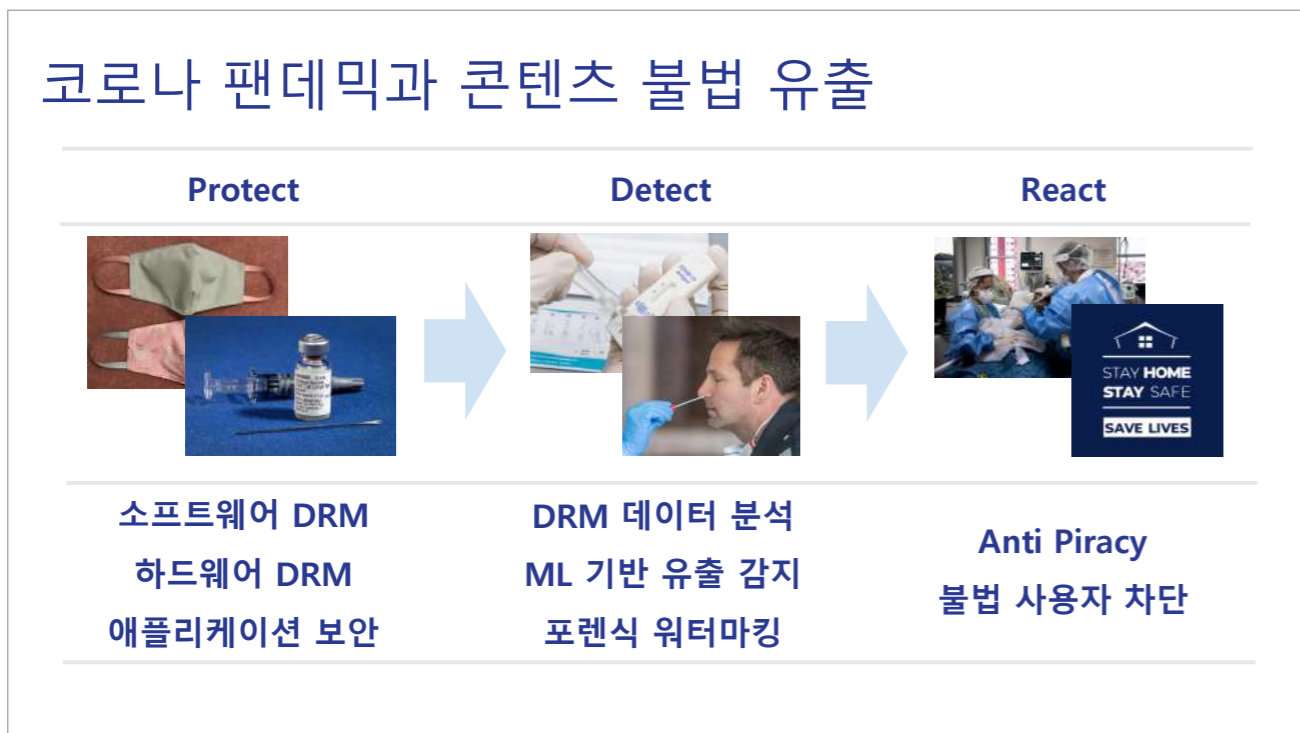 코로나 팬데믹과 콘텐츠 불법 유출
Protect
Detect
React
STAY HOME
STAY SAFE
SAVE LIVES
소프트웨어 DRM
하드웨어 DRM
애플리케이션 보안
DRM 데이터 분석
ML 기반 유출 감지
포렌식 워터마킹
Anti Piracy
불법 사용자 차단